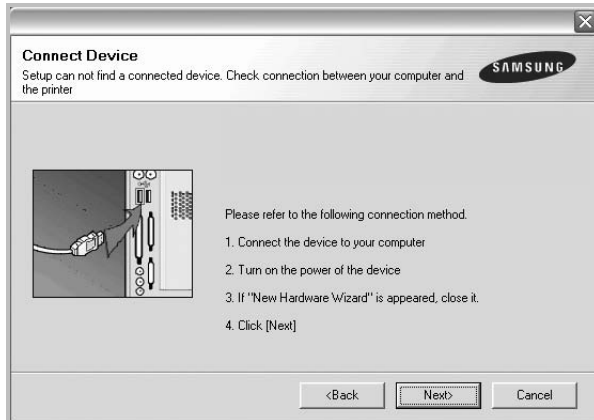 Connect Device
Setup can not find a connected device. Check connection between your computer and
the printer
SAMSUNG
Please refer to the following connection method.
1. Connect the device to your computer
2. Turn on the power of the device
3. If "New Hardware Wizard" is appeared, close it.
4. Click [Next]
<Back
Next>
Cancel